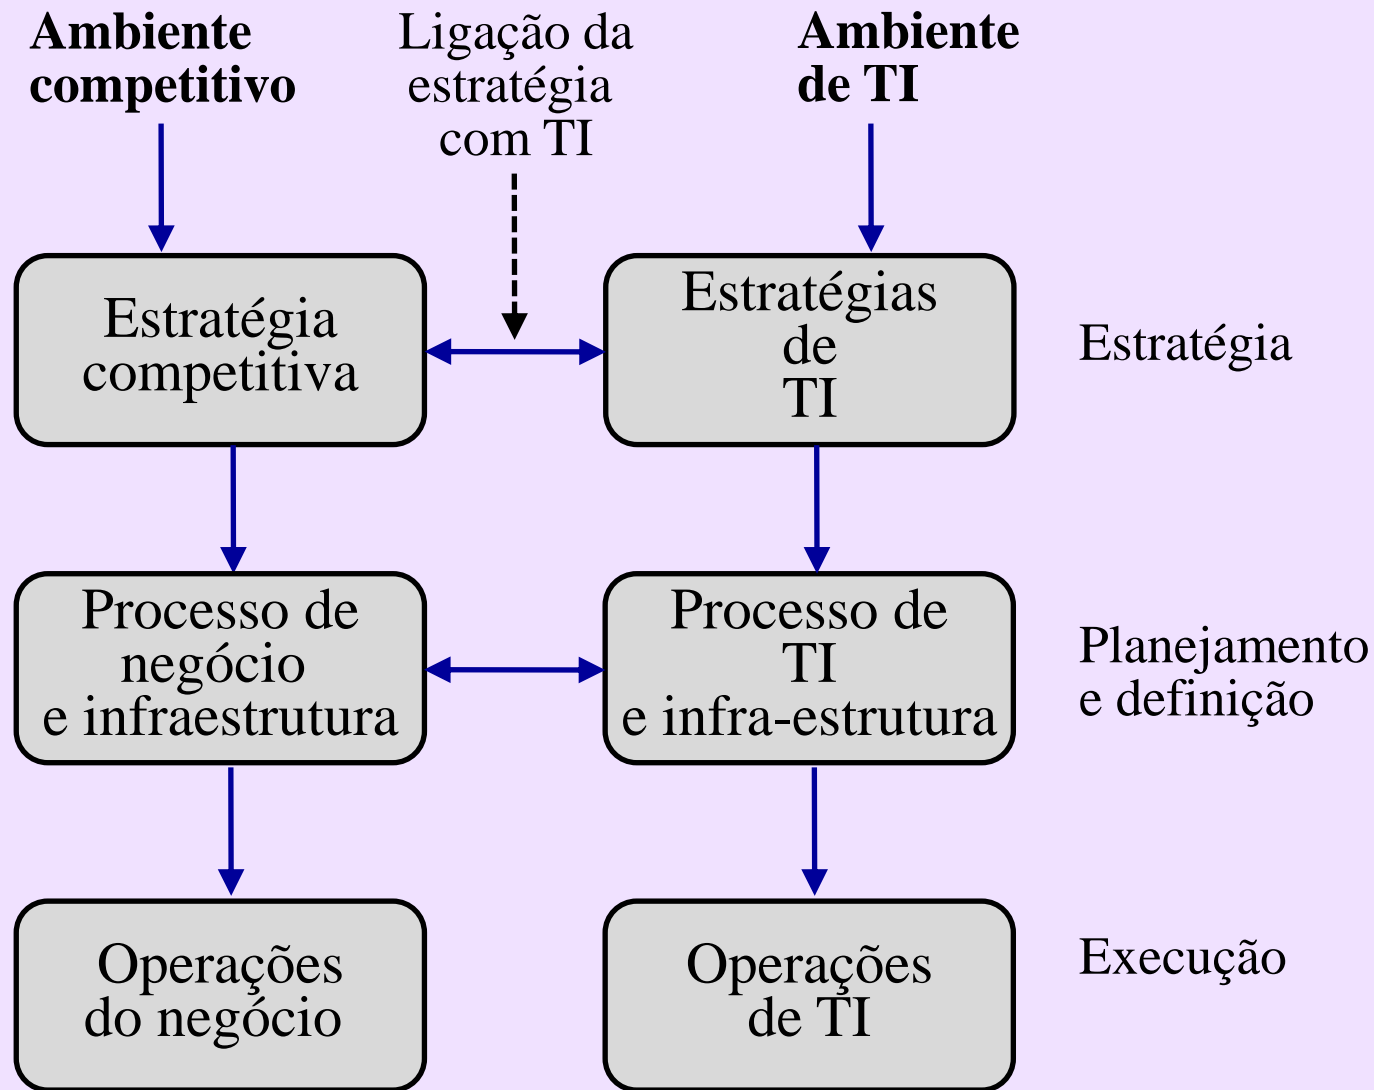 Ambiente
competitivo
Ligação da
estratégia
com TI
Ambiente
de TI
Estratégia
competitiva
Estratégias
de
TI
Estratégia
Processo de
negócio
e infraestrutura
Processo de
TI
e infra-estrutura
Planejamento
e definição
Operações
do negócio
Operações
de TI
Execução